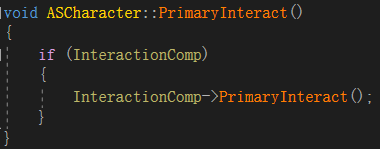 void ASCharacter::PrimaryInteract()
{
    if (InteractionComp)
    {
        InteractionComp->PrimaryInteract();
    }
}